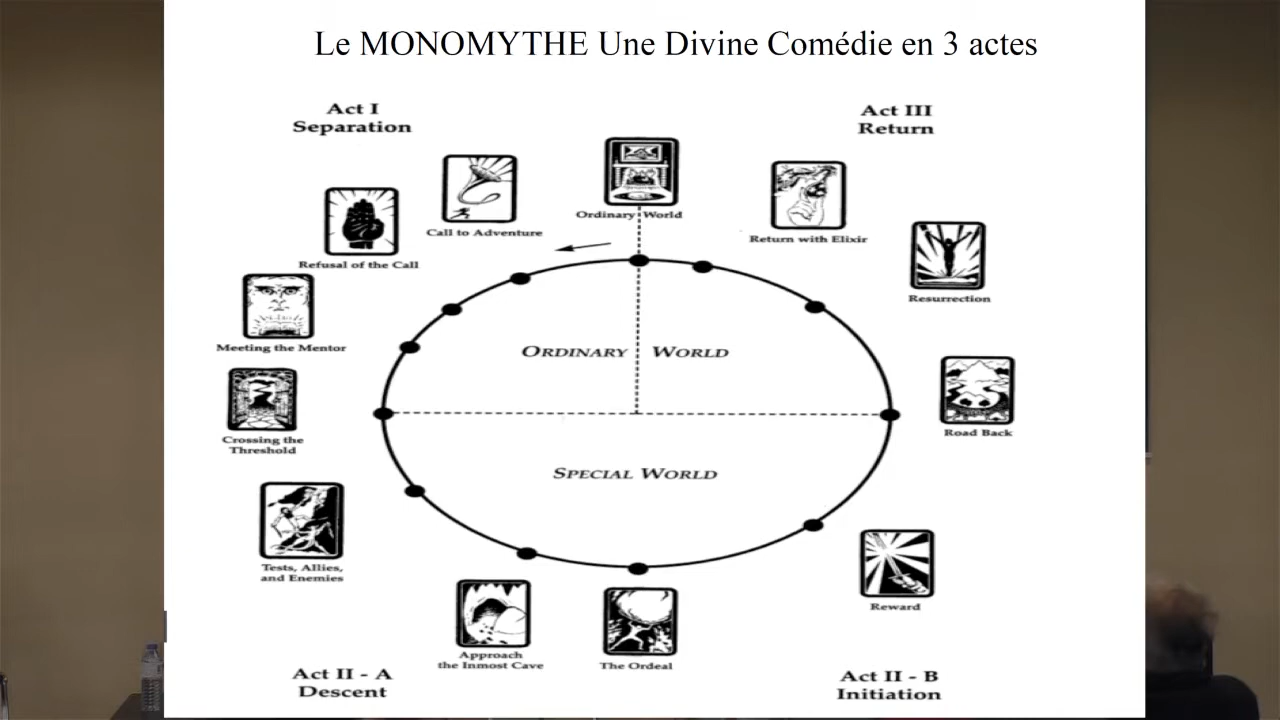 Le MONOMYTHE Une Divine Comédie en 3 actes
Act I
Separation
Act III
Return
Ordinary World
Call to Adventure
Return with Elixir
Refusal of the Call
Resurrection
Meeting the Mentor
ORDINARY WORLD
Crossing the
Threshold
Road Back
SPECIAL WORLD
Tests, Allies,
and Enemies
Reward
Approach
the Inmost Cave
The Ordeal
Act II - A
Descent
Act II - B
Initiation